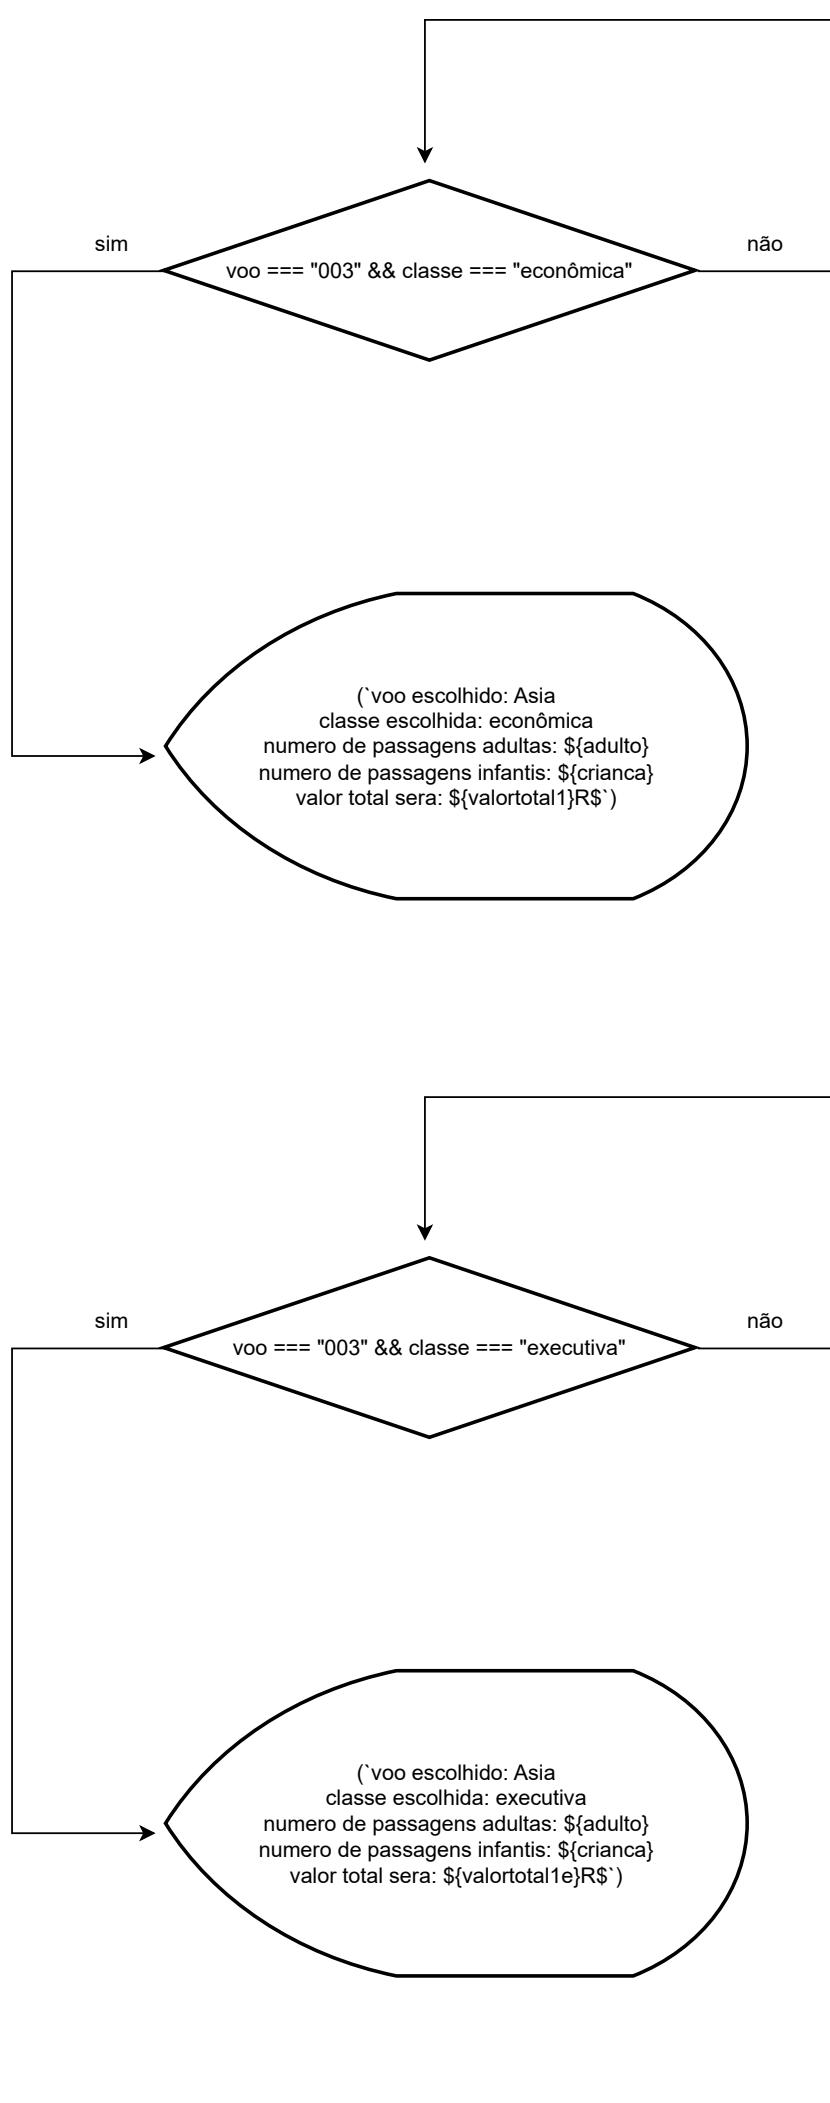 sim
não
voo === "003" && classe === "econômica"
(`voo escolhido: Asia
classe escolhida: econômica
numero de passagens adultas: ${adulto}
numero de passagens infantis: ${crianca}
valor total sera: ${valortotal1}R$`)
sim
não
voo === "003" && classe === "executiva"
(`voo escolhido: Asia
classe escolhida: executiva
numero de passagens adultas: ${adulto}
numero de passagens infantis: ${crianca}
valor total sera: ${valortotal1e}R$`)